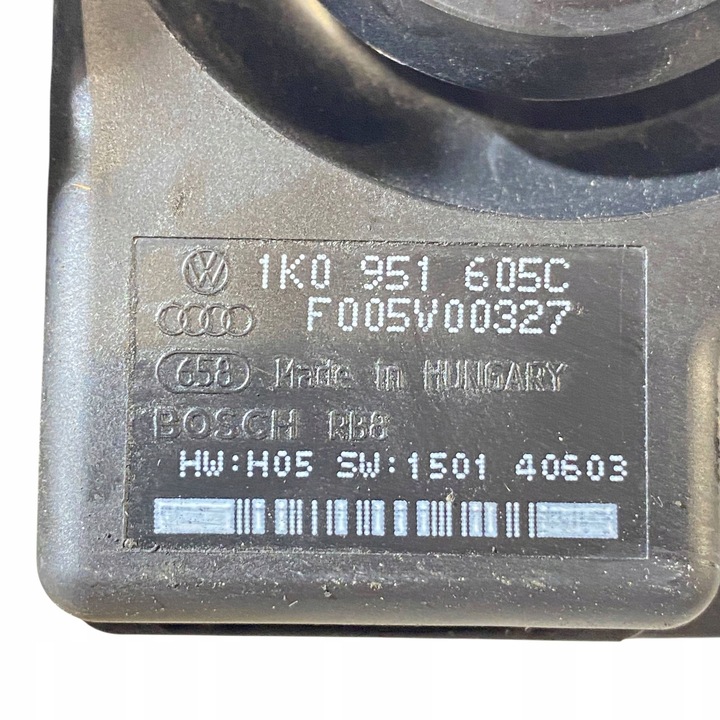 1K0 951 605C
F005V00327
658 Made in HUNGARY
BOSCH RB8
HW:H05 SW:1501 40603